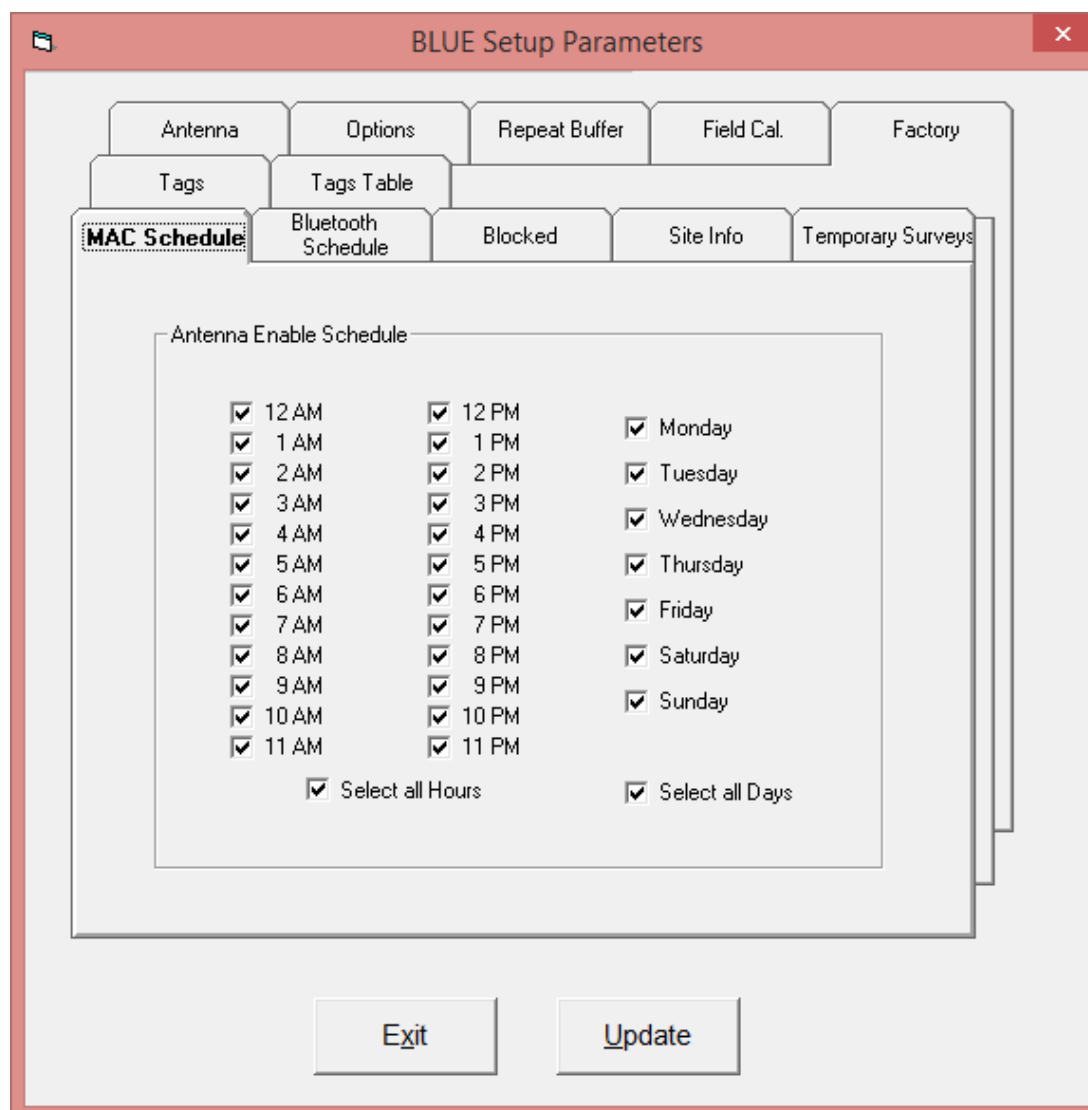 BLUE Setup Parameters
Antenna Options Repeat Buffer Field Cal. Factory
Tags Tags Table
MAC Schedule Bluetooth Schedule Blocked Site Info Temporary Surveys
Antenna Enable Schedule
12 AM 12 PM Monday
1 AM 1 PM
2 AM 2 PM Tuesday
3 AM 3 PM Wednesday
4 AM 4 PM
5 AM 5 PM Thursday
6 AM 6 PM Friday
7 AM 7 PM
8 AM 8 PM Saturday
9 AM 9 PM Sunday
10 AM 10 PM
11 AM 11 PM
Select all Hours Select all Days
Exit Update